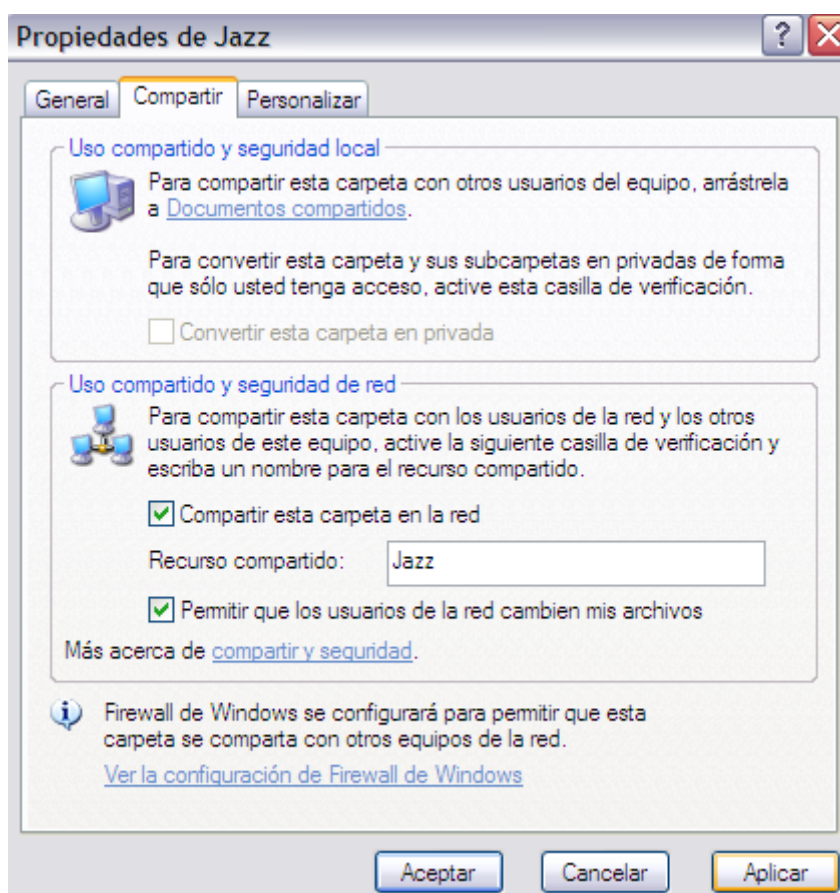 Propiedades de Jazz
?
General Compartir Personalizar
Uso compartido y seguridad local
Para compartir esta carpeta con otros usuarios del equipo, arrástrela
a Documentos compartidos.
Para convertir esta carpeta y sus subcarpetas en privadas de forma
que sólo usted tenga acceso, active esta casilla de verificación.
Convertir esta carpeta en privada
Uso compartido y seguridad de red
Para compartir esta carpeta con los usuarios de la red y los otros
usuarios de este equipo, active la siguiente casilla de verificación y
escriba un nombre para el recurso compartido.
Compartir esta carpeta en la red
Recurso compartido: Jazz
Permitir que los usuarios de la red cambien mis archivos
Más acerca de compartir y seguridad.
Firewall de Windows se configurará para permitir que esta
carpeta se comparta con otros equipos de la red.
Ver la configuración de Firewall de Windows
Aceptar Cancelar Aplicar